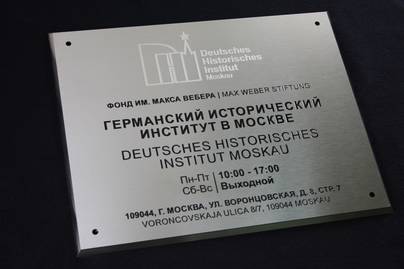 Deutsches
Historisches
Institut
Moskau
ФОНД ИМ. МАКСА ВЕБЕРА | MAX WEBER STIFTUNG
ГЕРМАНСКИЙ ИСТОРИЧЕСКИЙ
ИНСТИТУТ В МОСКВЕ
DEUTSCHES HISTORISCHES
INSTITUT MOSKAU
Пн-Пт | 10:00 - 17:00
Сб-Вс | Выходной
109044, Г. МОСКВА, УЛ. ВОРОНЦОВСКАЯ, Д. 8, СТР. 7
VORONCOVSKAJA ULICA 8/7, 109044 MOSKAU